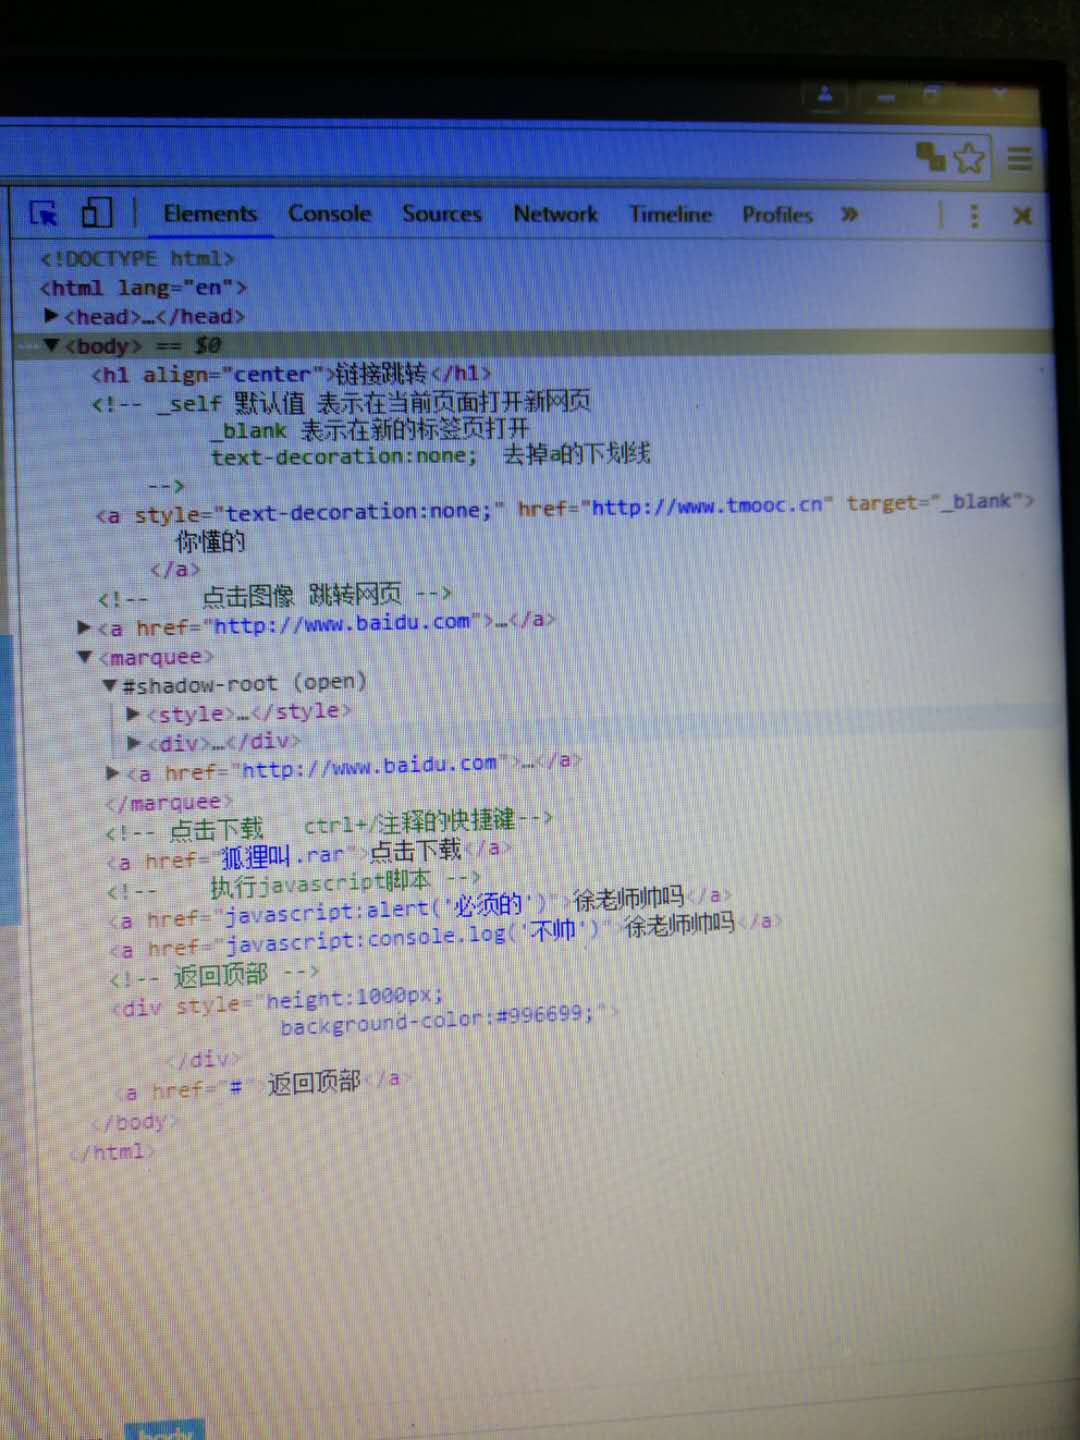 Elements Console Sources Network Timeline Profiles »
<!DOCTYPE html>
<html lang="en">
▶<head>…</head>
… ▼<body> == $0
<h1 align="center">链接跳转</h1>
<!-- _self 默认值 表示在当前页面打开新网页
_blank 表示在新的标签页打开
text-decoration:none; 去掉a的下划线
-->
<a style="text-decoration:none;" href="http://www.tmooc.cn" target="_blank">
你懂的
</a>
<!-- 点击图像 跳转网页 -->
▶<a href="http://www.baidu.com">…</a>
▼<marquee>
▼#shadow-root (open)
▶<style>…</style>
▶<div>…</div>
▶<a href="http://www.baidu.com">…</a>
</marquee>
<!-- 点击下载 ctrl+/注释的快捷键-->
<a href="狐狸叫.rar">点击下载</a>
<!-- 执行javascript脚本 -->
<a href="javascript:alert('必须的')">徐老师帅吗</a>
<a href="javascript:console.log('不帅')">徐老师帅吗</a>
<!-- 返回顶部 -->
<div style="height:1000px;
background-color:#996699;">
</div>
<a href="#">返回顶部</a>
</body>
</html>
body